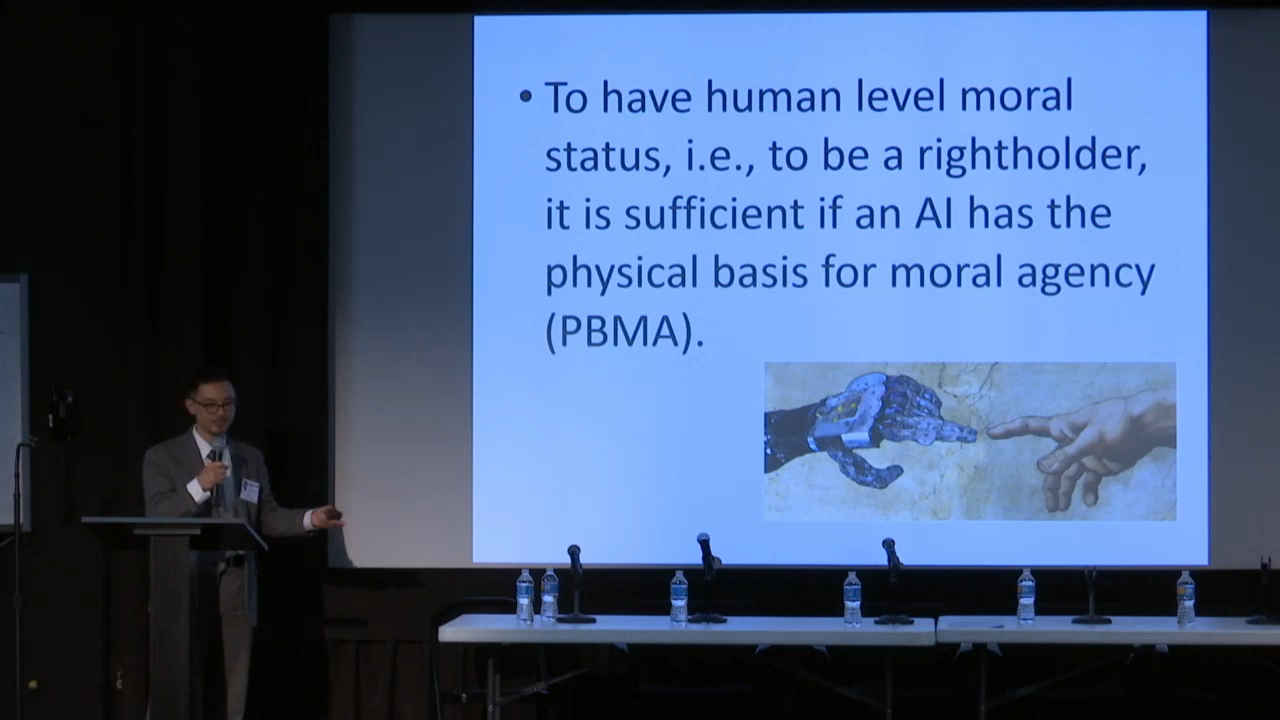 • To have human level moral
status, i.e., to be a rightholder,
it is sufficient if an AI has the
physical basis for moral agency
(PBMA).